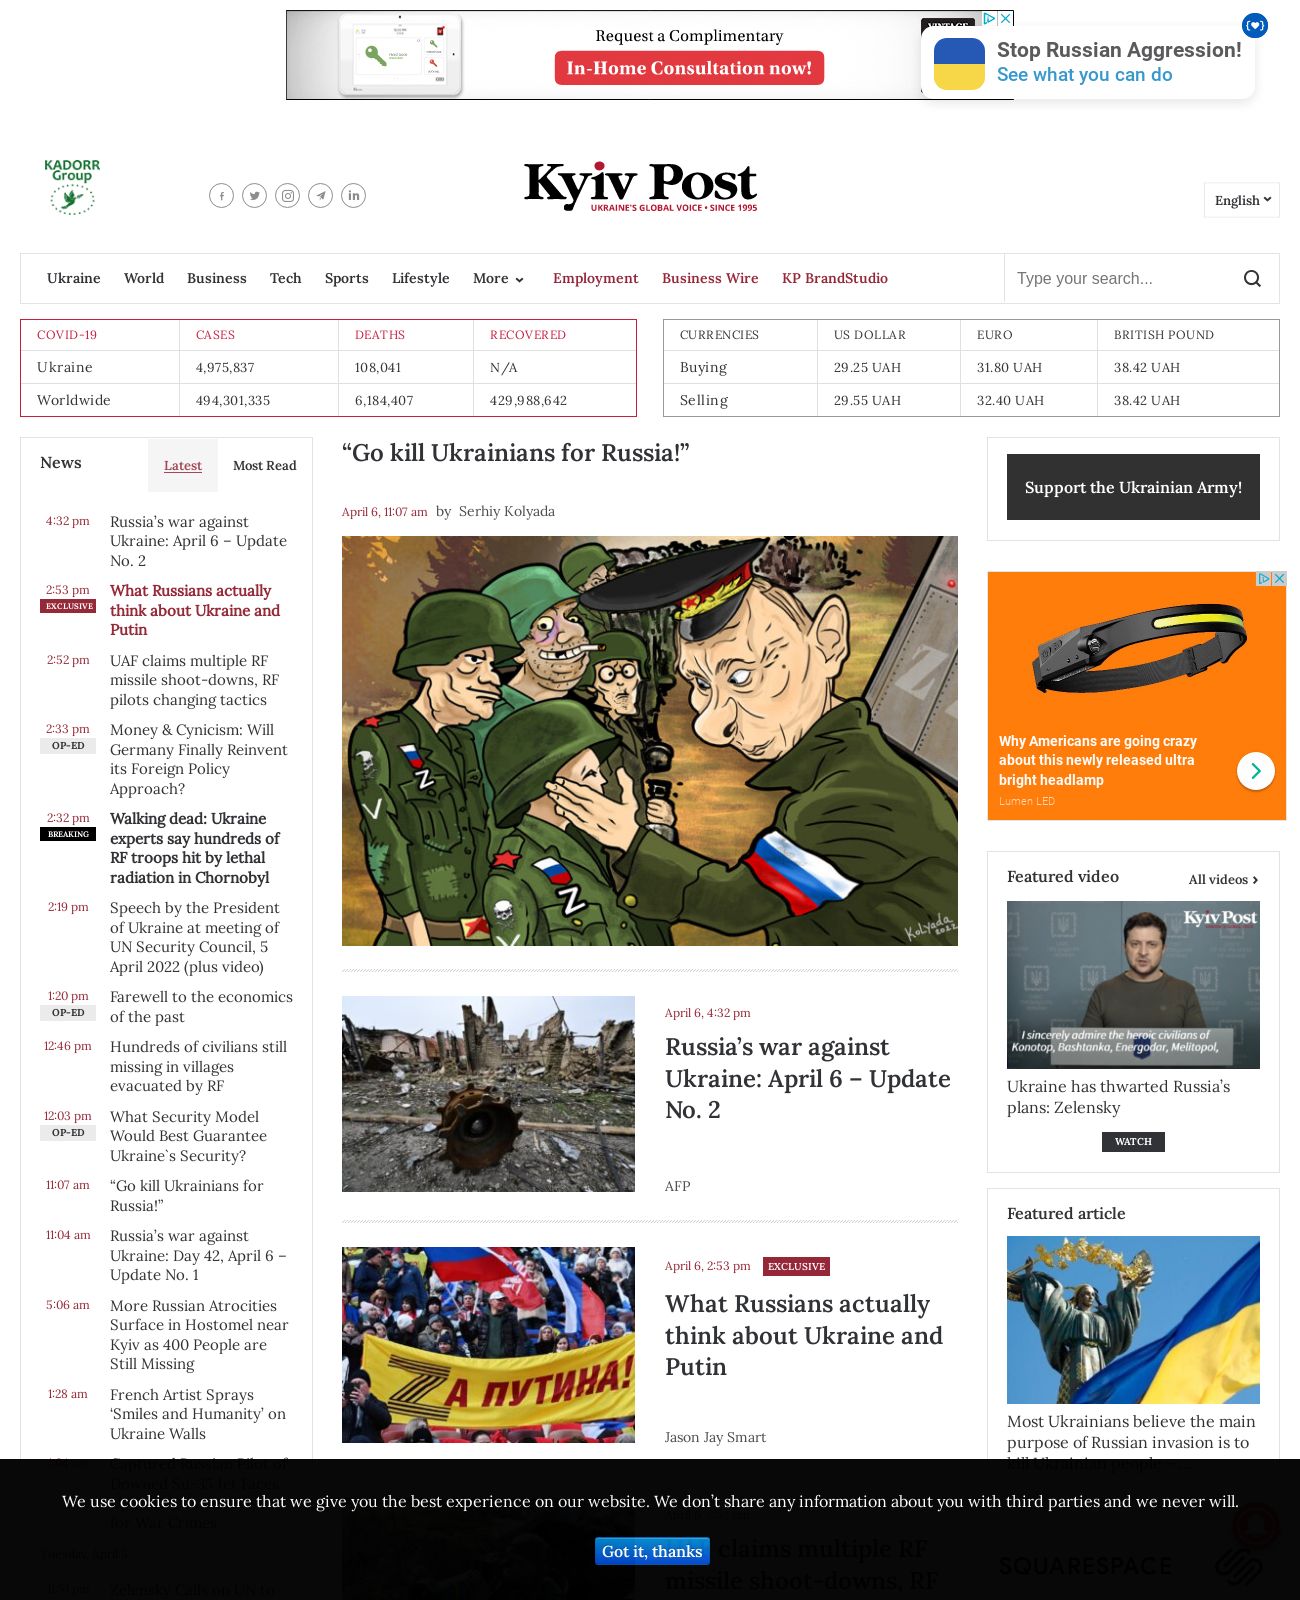 Request a Complimentary
In-Home Consultation now!
VINTAGE
Stop Russian Aggression!
See what you can do
KADORR
Group
Kyiv Post
UKRAINE'S GLOBAL VOICE • SINCE 1995
English
Ukraine World Business Tech Sports Lifestyle More Employment Business Wire KP BrandStudio
Type your search...
COVID-19 CASES DEATHS RECOVERED
Ukraine 4,975,837 108,041 N/A
Worldwide 494,301,335 6,184,407 429,988,642
CURRENCIES US DOLLAR EURO BRITISH POUND
Buying 29.25 UAH 31.80 UAH 38.42 UAH
Selling 29.55 UAH 32.40 UAH 38.42 UAH
News Latest Most Read
4:32 pm Russia’s war against
Ukraine: April 6 – Update
No. 2
2:53 pm What Russians actually
EXCLUSIVE think about Ukraine and
Putin
2:52 pm UAF claims multiple RF
missile shoot-downs, RF
pilots changing tactics
2:33 pm Money & Cynicism: Will
OP-ED Germany Finally Reinvent
its Foreign Policy
Approach?
2:32 pm Walking dead: Ukraine
BREAKING experts say hundreds of
RF troops hit by lethal
radiation in Chornobyl
2:19 pm Speech by the President
of Ukraine at meeting of
UN Security Council, 5
April 2022 (plus video)
1:20 pm Farewell to the economics
OP-ED of the past
12:46 pm Hundreds of civilians still
missing in villages
evacuated by RF
12:03 pm What Security Model
OP-ED Would Best Guarantee
Ukraine`s Security?
11:07 am “Go kill Ukrainians for
Russia!”
11:04 am Russia’s war against
Ukraine: Day 42, April 6 –
Update No. 1
5:06 am More Russian Atrocities
Surface in Hostomel near
Kyiv as 400 People are
Still Missing
1:28 am French Artist Sprays
‘Smiles and Humanity’ on
Ukraine Walls
“Go kill Ukrainians for Russia!”
April 6, 11:07 am by Serhiy Kolyada
Z
V
Z
Z
V
Kolyada
2022
April 6, 4:32 pm
Russia’s war against
Ukraine: April 6 – Update
No. 2
AFP
ZА ПУТИНА!
April 6, 2:53 pm EXCLUSIVE
What Russians actually
think about Ukraine and
Putin
Jason Jay Smart
claims multiple RF
missile shoot-downs, RF
Support the Ukrainian Army!
Why Americans are going crazy
about this newly released ultra
bright headlamp
Lumen LED
Featured video All videos
Kyiv Post
I sincerely admire the heroic civilians of
Konotop, Bashtanka, Energodar, Melitopol,
Ukraine has thwarted Russia’s
plans: Zelensky
WATCH
Featured article
Most Ukrainians believe the main
purpose of Russian invasion is to
kill Ukrainian people
SQUARESPACE
We use cookies to ensure that we give you the best experience on our website. We don’t share any information about you with third parties and we never will.
Got it, thanks